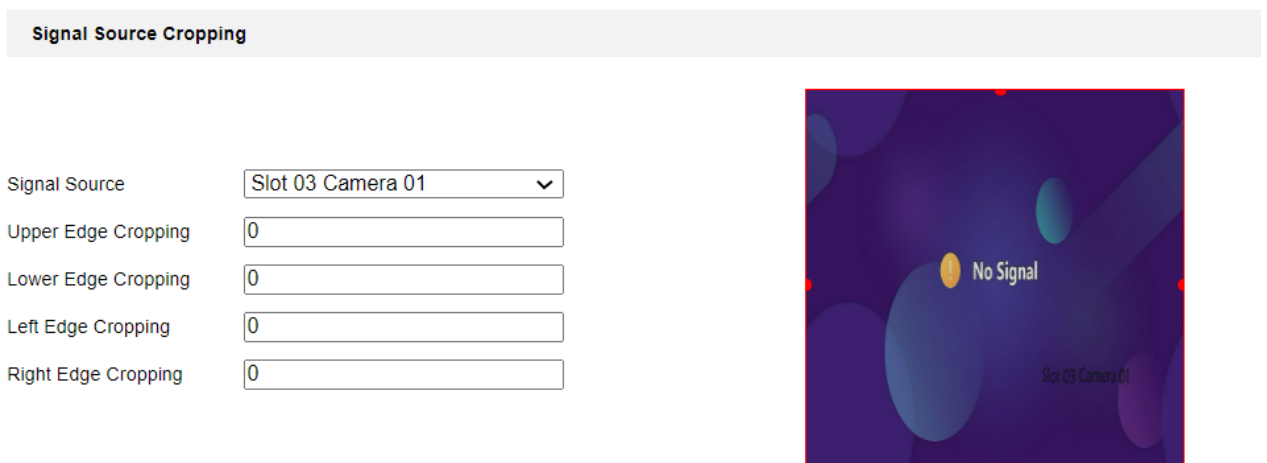 Signal Source Cropping
Signal Source
Slot 03 Camera 01
Upper Edge Cropping
0
Lower Edge Cropping
0
Left Edge Cropping
0
Right Edge Cropping
0
! No Signal
Slot 03 Camera 01